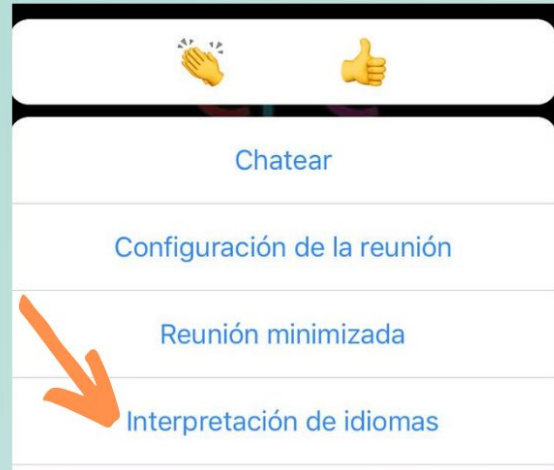 Chatear
Configuración de la reunión
Reunión minimizada
Interpretación de idiomas